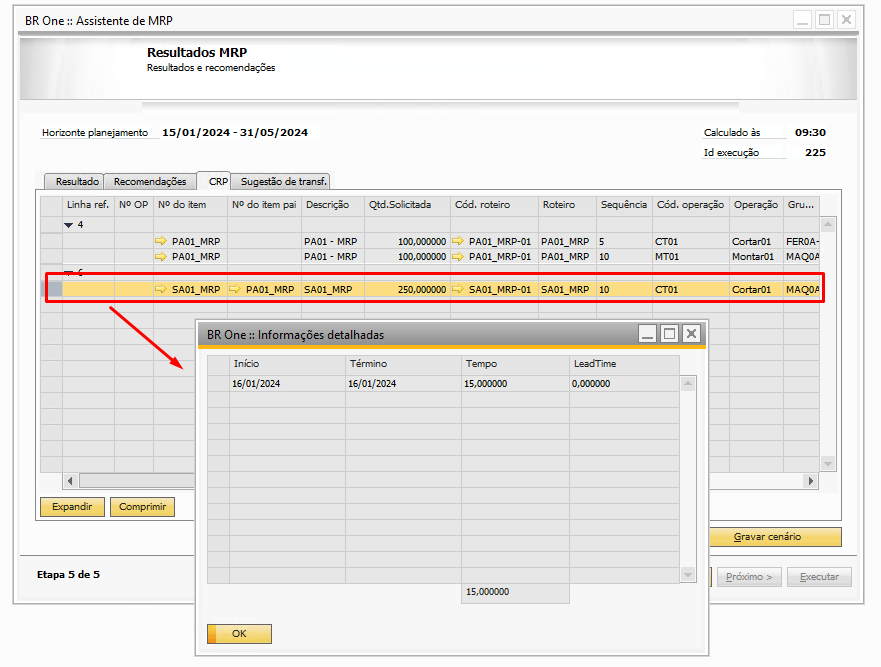 BR One :: Assistente de MRP
Resultados MRP
Resultados e recomendações
Horizonte planejamento 15/01/2024 - 31/05/2024
Calculado às 09:30
Id execução 225
Resultado Recomendações CRP Sugestão de transf.
Linha ref. Nº OP Nº do item Nº do item pai Descrição Qtd.Solicitada Cód. roteiro Roteiro Sequência Cód. operação Operação Gru...
4
PA01_MRP PA01 - MRP 100,000000 PA01_MRP-01 PA01_MRP 5 CT01 Cortar01 FER0A-
PA01_MRP PA01 - MRP 100,000000 PA01_MRP-01 PA01_MRP 10 MT01 Montar01 MAQ0A
SA01_MRP PA01_MRP SA01_MRP 250,000000 SA01_MRP-01 SA01_MRP 10 CT01 Cortar01 MAQ0A
BR One :: Informações detalhadas
Início Término Tempo LeadTime
16/01/2024 16/01/2024 15,000000 0,000000
15,000000
OK
Expandir Comprimir
Gravar cenário
Etapa 5 de 5
Próximo > Executar